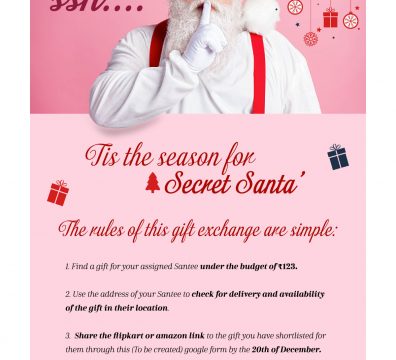 ssh....
Tis the season for
Secret Santa'
The rules of this gift exchange are simple:
1. Find a gift for your assigned Santee under the budget of ₹123.
2. Use the address of your Santee to check for delivery and availability
of the gift in their location.
3. Share the flipkart or amazon link to the gift you have shortlisted for
them through this (To be created) google form by the 20th of December.